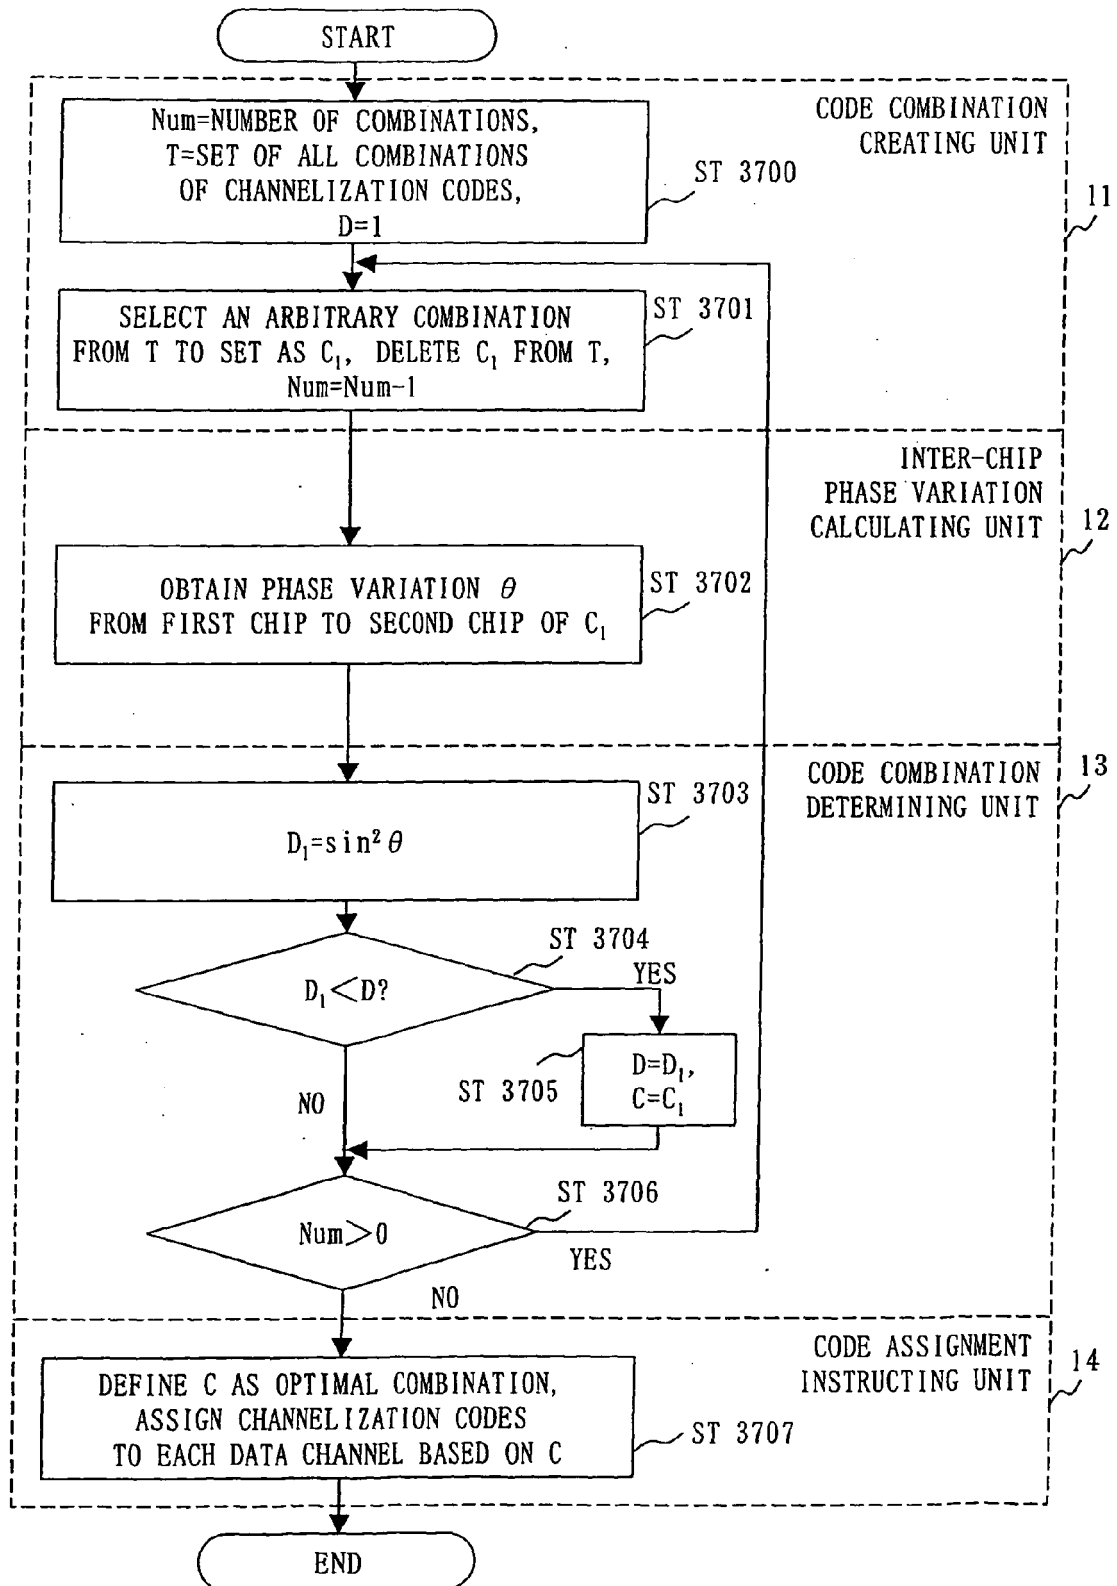 START
CODE COMBINATION
CREATING UNIT
11
Num=NUMBER OF COMBINATIONS,
T=SET OF ALL COMBINATIONS
OF CHANNELIZATION CODES,
D=1
ST 3700
SELECT AN ARBITRARY COMBINATION
FROM T TO SET AS C₁, DELETE C₁ FROM T,
Num=Num-1
ST 3701
INTER-CHIP
PHASE VARIATION
CALCULATING UNIT
12
OBTAIN PHASE VARIATION θ
FROM FIRST CHIP TO SECOND CHIP OF C₁
ST 3702
CODE COMBINATION
DETERMINING UNIT
13
D₁=sin² θ
ST 3703
D₁<D?
ST 3704
YES
NO
D=D₁,
C=C₁
ST 3705
Num>0
ST 3706
YES
NO
CODE ASSIGNMENT
INSTRUCTING UNIT
14
DEFINE C AS OPTIMAL COMBINATION,
ASSIGN CHANNELIZATION CODES
TO EACH DATA CHANNEL BASED ON C
ST 3707
END